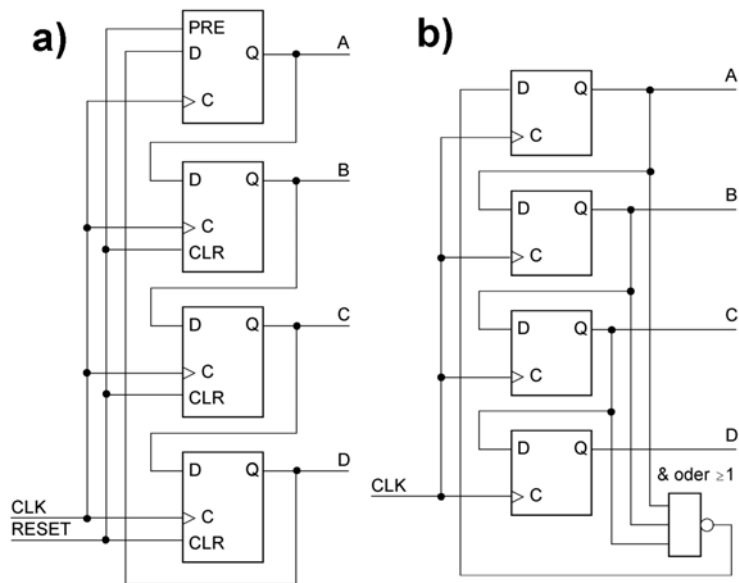 a)
PRE
D Q A
C
D Q B
C
CLR
D Q C
C
CLR
D Q D
CLK
C
RESET
CLR
b)
D Q A
C
D Q B
C
D Q C
C
D Q D
& oder ≥1
CLK
C